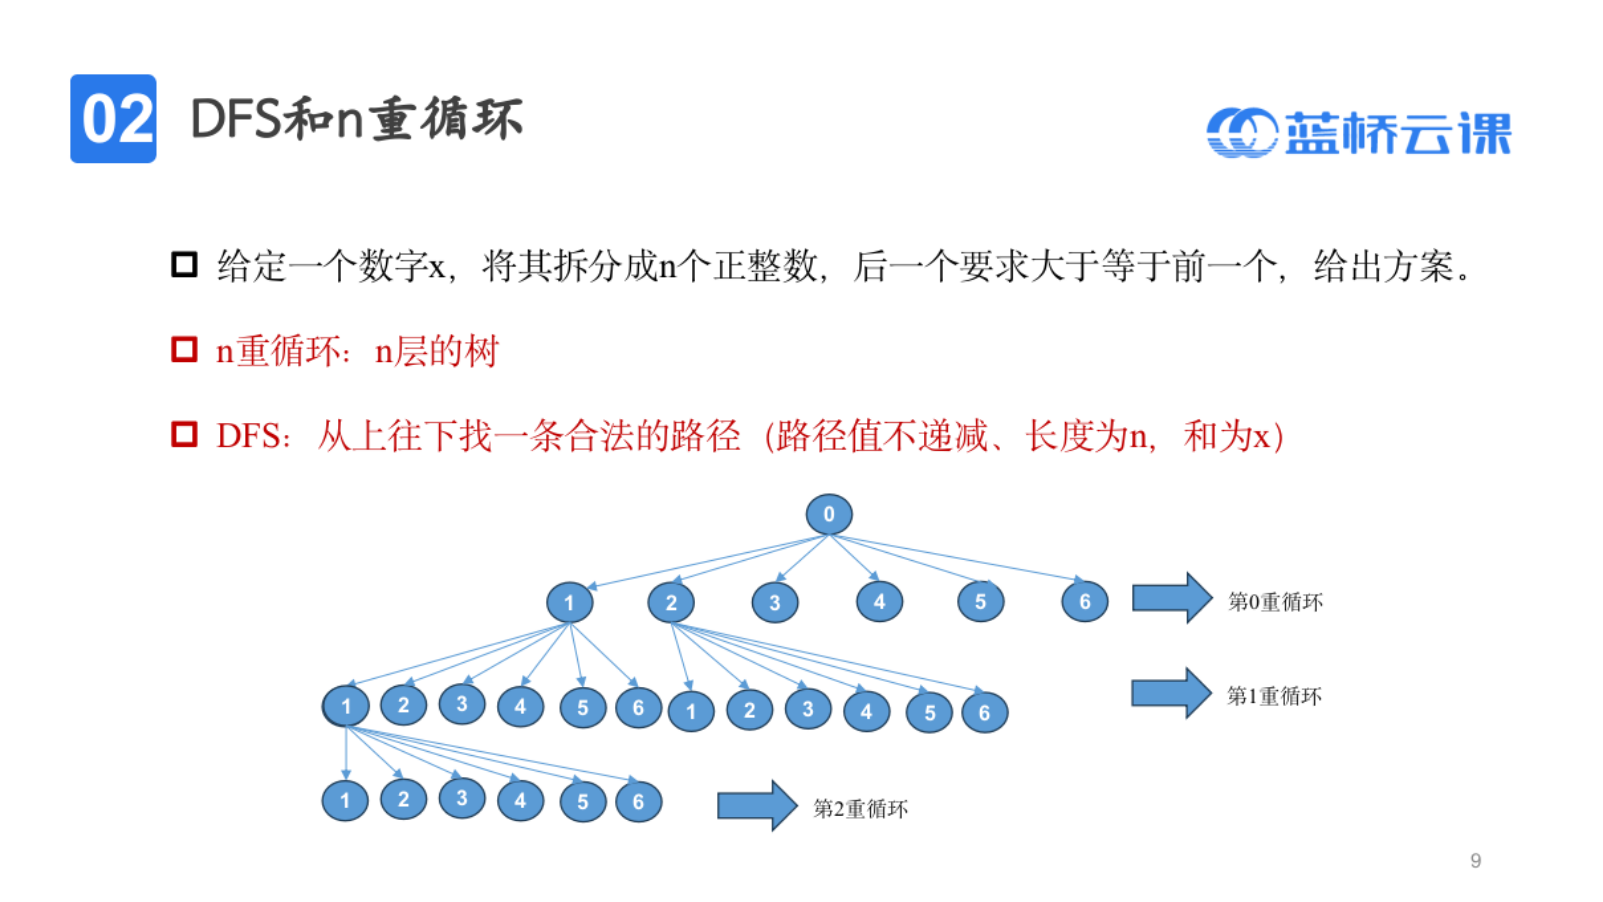 02
DFS和n重循环
蓝桥云课
给定一个数字x，将其拆分成n个正整数，后一个要求大于等于前一个，给出方案。
n重循环：n层的树
DFS：从上往下找一条合法的路径（路径值不递减、长度为n，和为x）
0
1 2 3 4 5 6 第0重循环
1 2 3 4 5 6 1 2 3 4 5 6 第1重循环
1 2 3 4 5 6 第2重循环
9